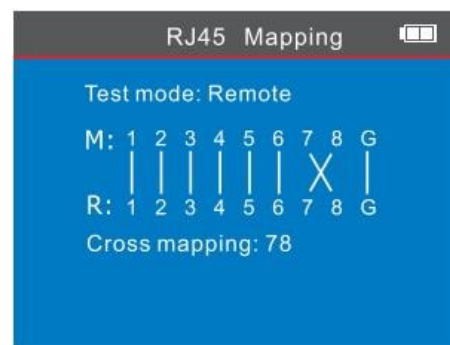 RJ45 Mapping
Test mode: Remote
M: 1 2 3 4 5 6 7 8 G
R: 1 2 3 4 5 6 7 8 G
Cross mapping: 78